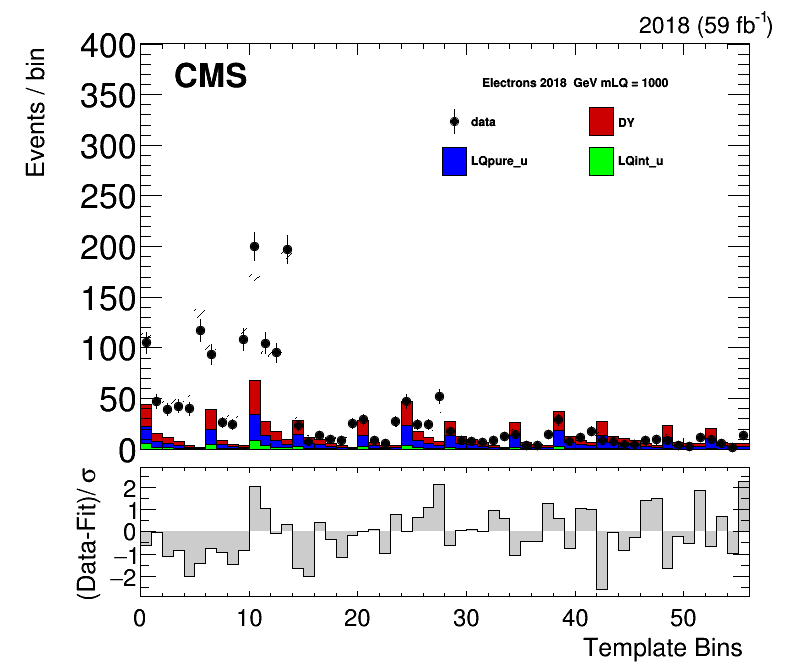 2018 (59 fb-1)
CMS
Electrons 2018 GeV mLQ = 1000
data
DY
LQpure_u
LQint_u
Events / bin
400
350
300
250
200
150
100
50
0
(Data-Fit)/ σ
2
1
0
−1
−2
0 10 20 30 40 50
Template Bins